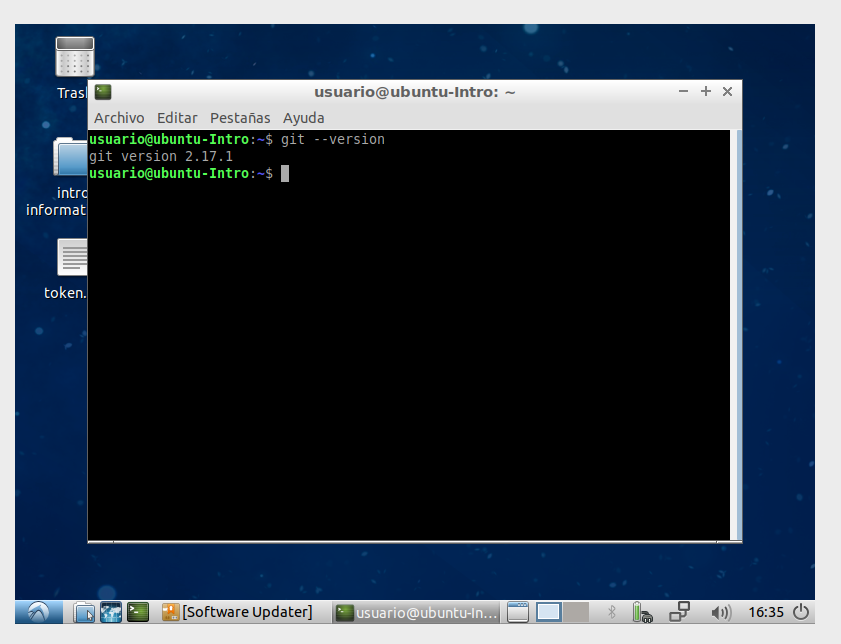 usuario@ubuntu-Intro: ~
Archivo Editar Pestañas Ayuda
usuario@ubuntu-Intro:~$ git --version
git version 2.17.1
usuario@ubuntu-Intro:~$
Tras
intro
informat
token.
[Software Updater]
usuario@ubuntu-In...
16:35